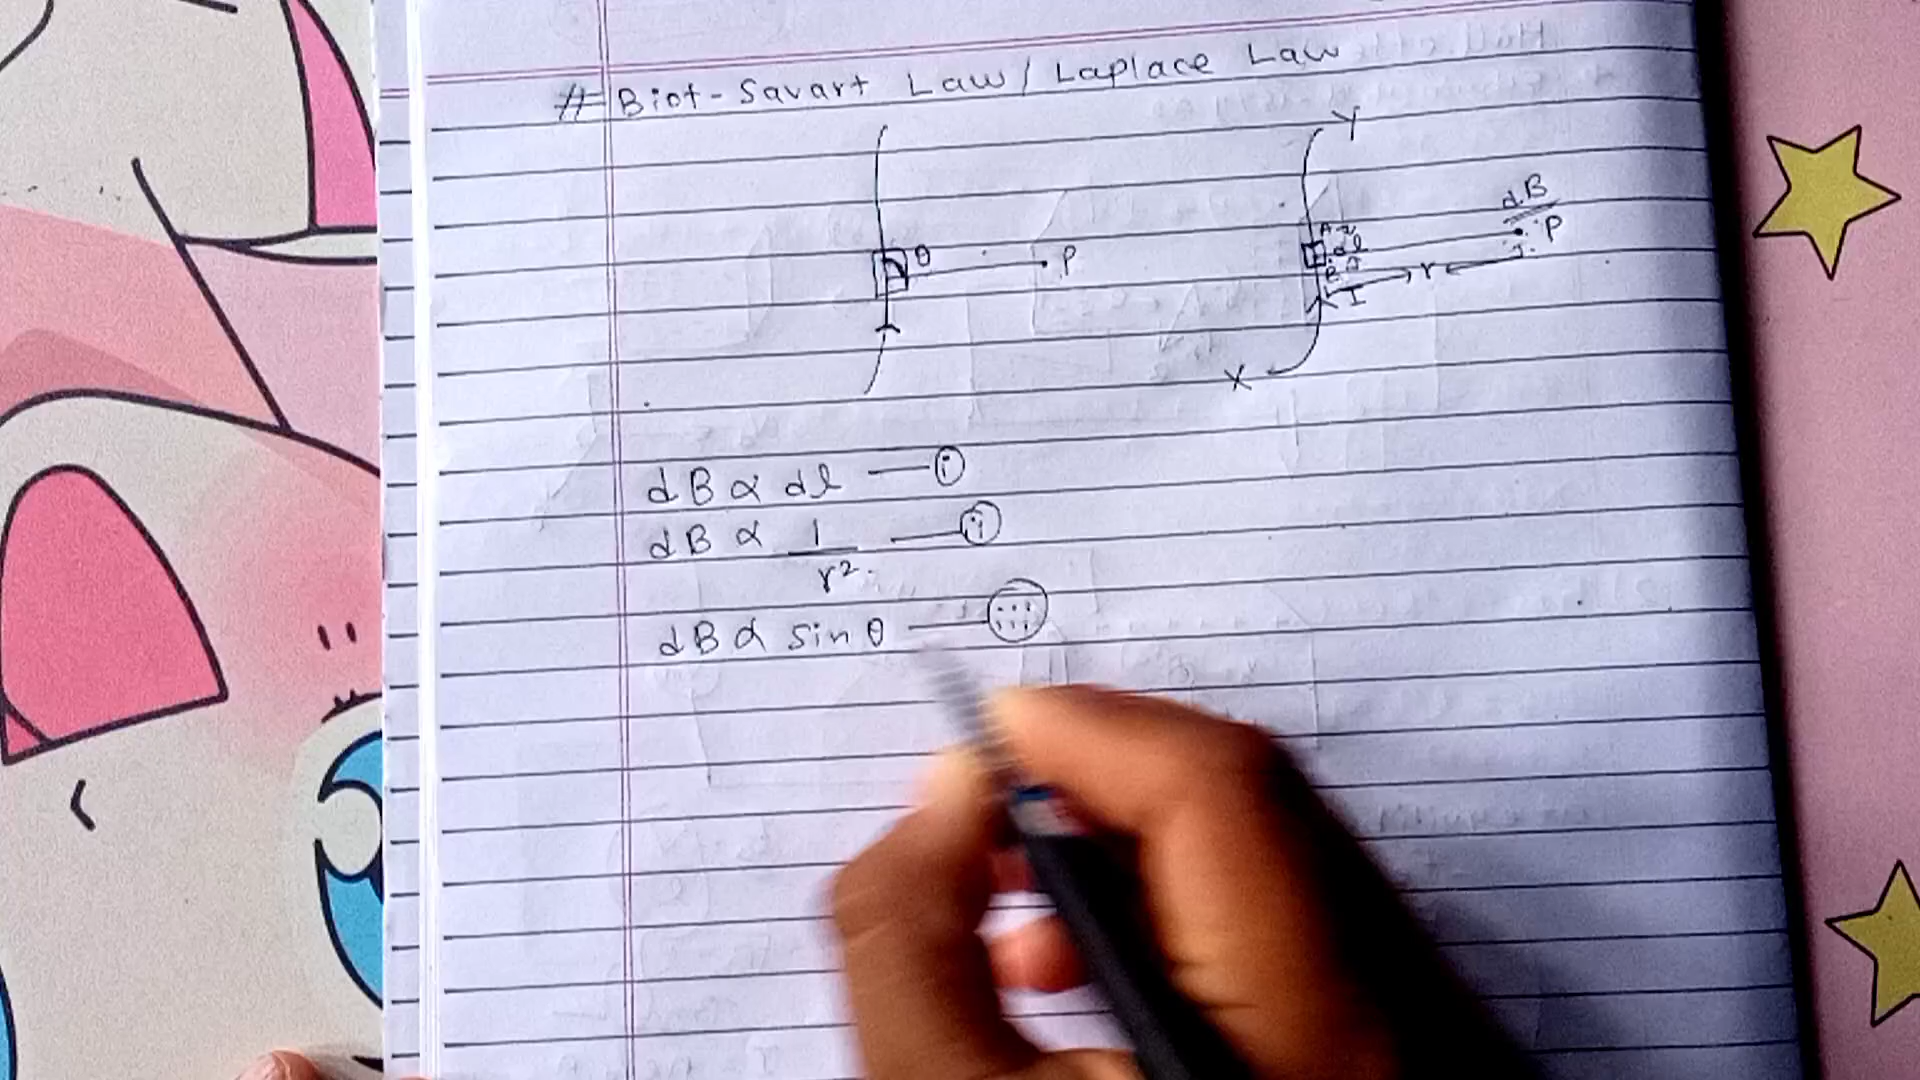 # Biot-Savart Law / Laplace Law
Y
dB
θ
P
A
dl
P
B
r
I
X
dB ∝ dl —(i)
dB ∝ 1/r² —(ii)
dB ∝ sin θ —(iii)